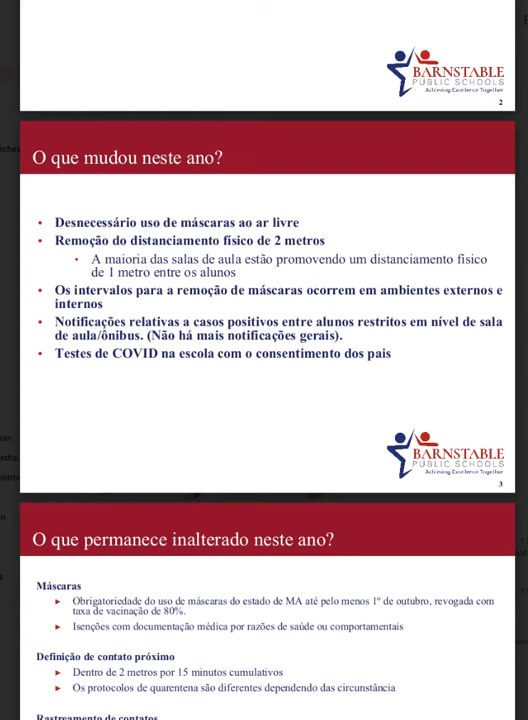 BARNSTABLE
PUBLIC SCHOOLS
Achieving Excellence Together
2
O que mudou neste ano?
• Desnecessário uso de máscaras ao ar livre
• Remoção do distanciamento físico de 2 metros
• A maioria das salas de aula estão promovendo um distanciamento físico
de 1 metro entre os alunos
• Os intervalos para a remoção de máscaras ocorrem em ambientes externos e
internos
• Notificações relativas a casos positivos entre alunos restritos em nível de sala
de aula/ônibus. (Não há mais notificações gerais).
• Testes de COVID na escola com o consentimento dos pais
BARNSTABLE
PUBLIC SCHOOLS
Achieving Excellence Together
3
O que permanece inalterado neste ano?
Máscaras
► Obrigatoriedade do uso de máscaras do estado de MA até pelo menos 1º de outubro, revogada com
taxa de vacinação de 80%.
► Isenções com documentação médica por razões de saúde ou comportamentais
Definição de contato próximo
► Dentro de 2 metros por 15 minutos cumulativos
► Os protocolos de quarentena são diferentes dependendo das circunstância
Rastreamento de contatos